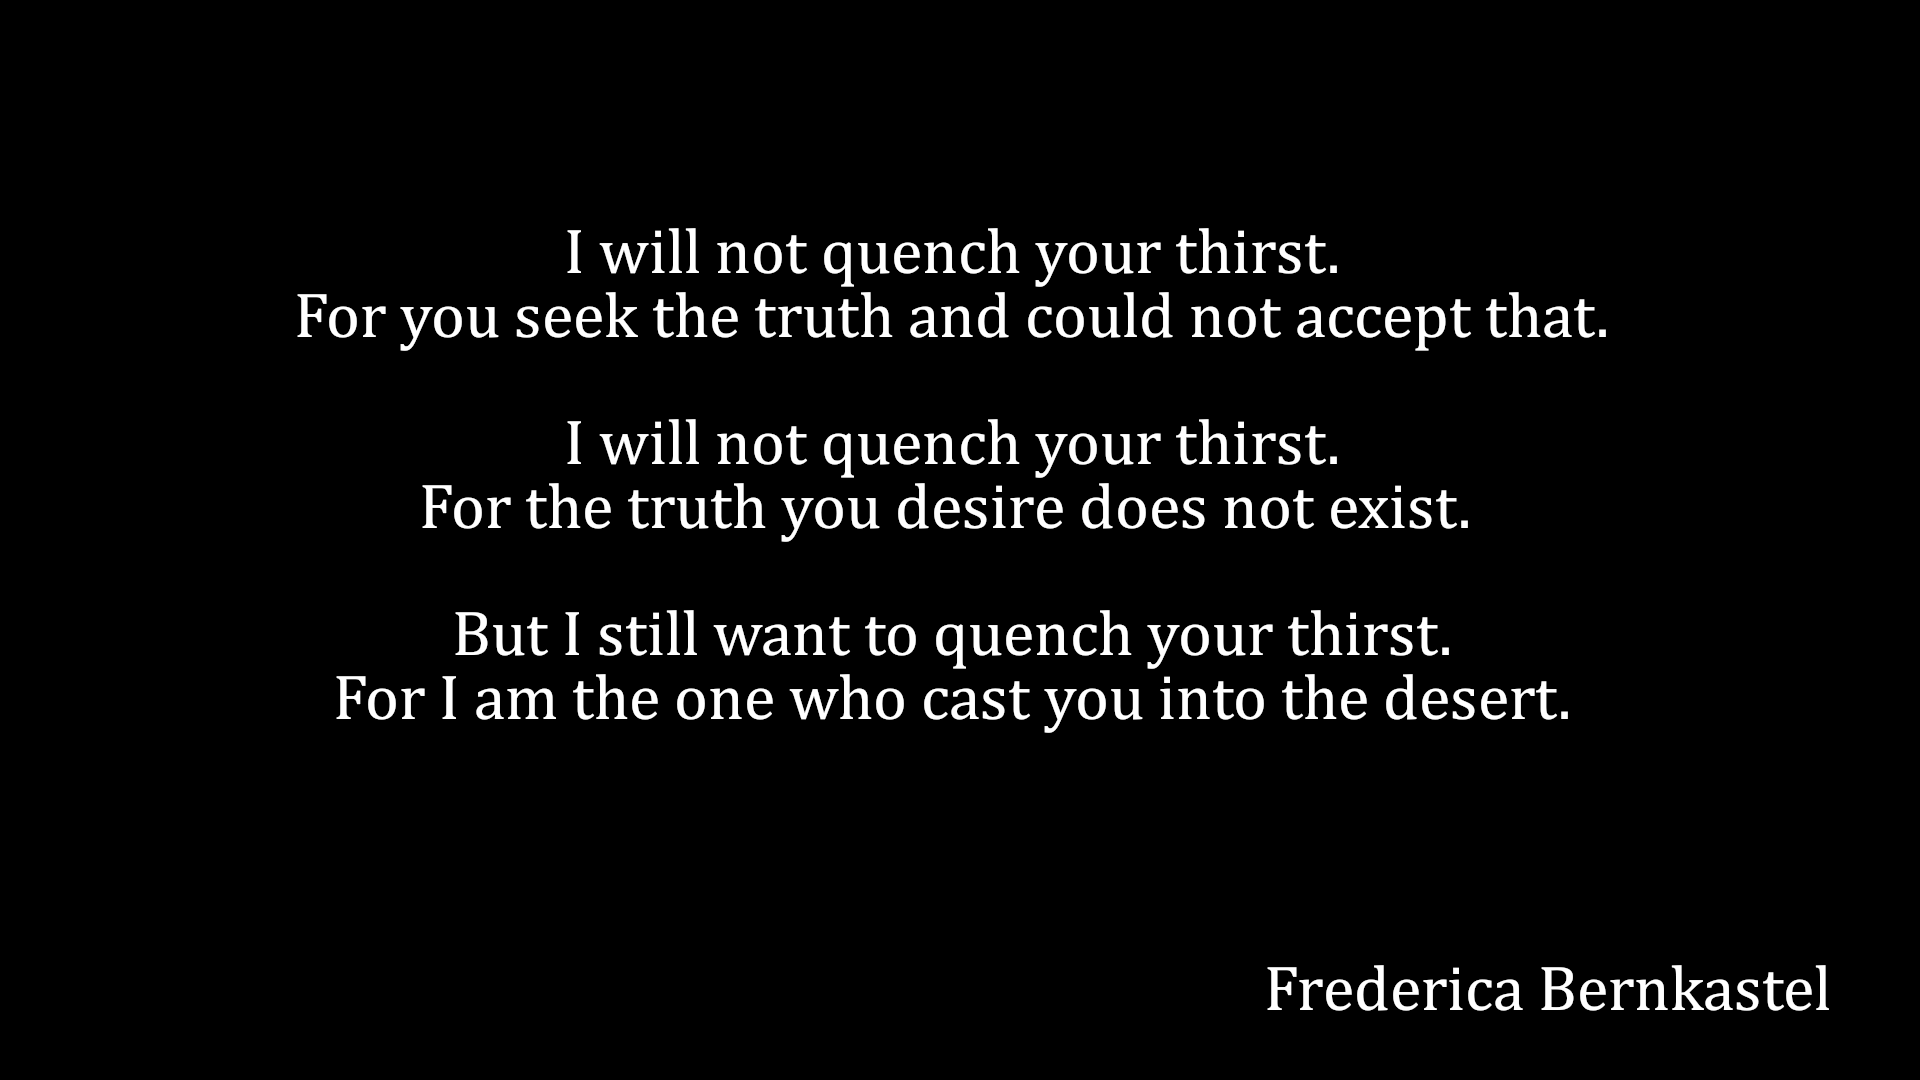 I will not quench your thirst.
For you seek the truth and could not accept that.
I will not quench your thirst.
For the truth you desire does not exist.
But I still want to quench your thirst.
For I am the one who cast you into the desert.
Frederica Bernkastel